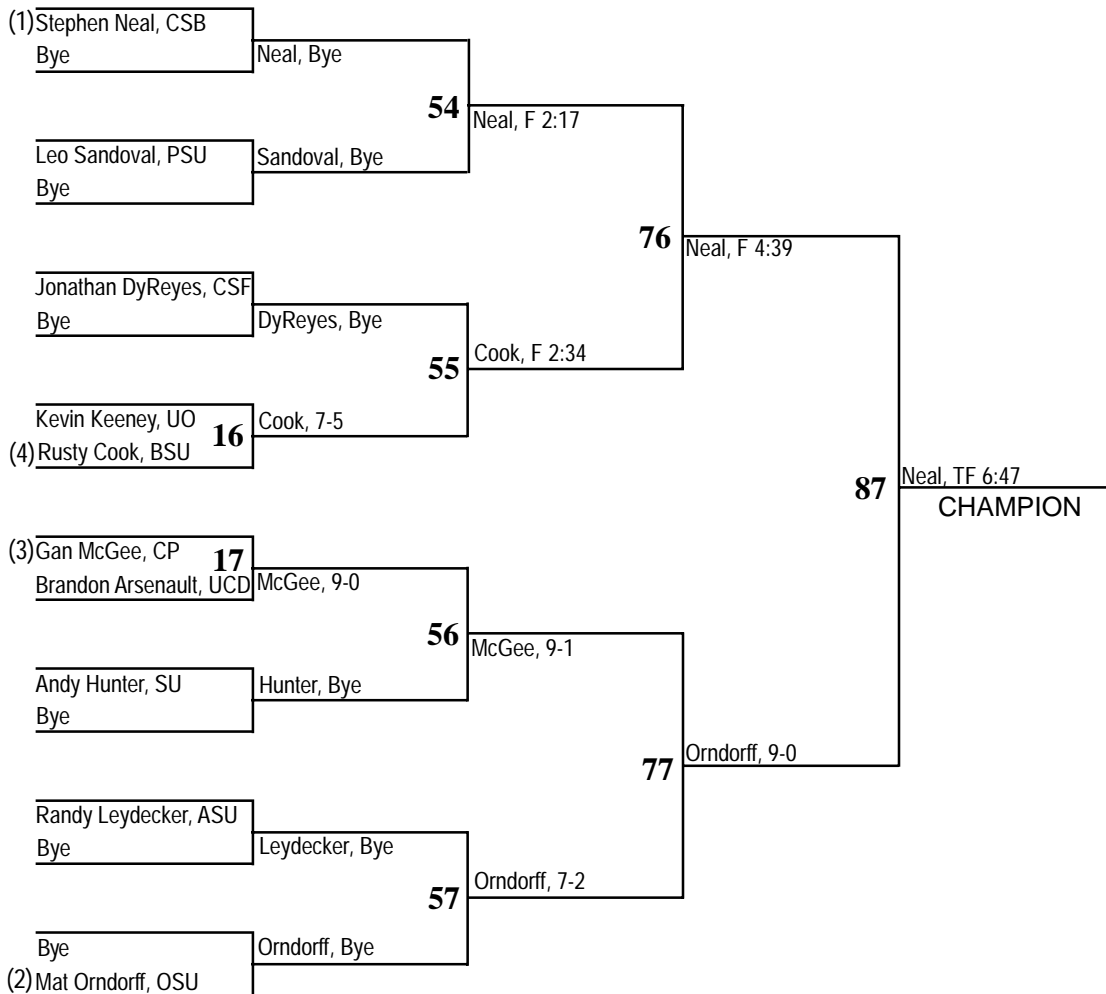 (1) Stephen Neal, CSB
Bye
Neal, Bye
54
Neal, F 2:17
Leo Sandoval, PSU
Bye
Sandoval, Bye
76
Neal, F 4:39
Jonathan DyReyes, CSF
Bye
DyReyes, Bye
55
Cook, F 2:34
Kevin Keeney, UO
16
(4) Rusty Cook, BSU
Cook, 7-5
87
Neal, TF 6:47
CHAMPION
(3) Gan McGee, CP
17
Brandon Arsenault, UCD
McGee, 9-0
56
McGee, 9-1
Andy Hunter, SU
Bye
Hunter, Bye
77
Orndorff, 9-0
Randy Leydecker, ASU
Bye
Leydecker, Bye
57
Orndorff, 7-2
Bye
(2) Mat Orndorff, OSU
Orndorff, Bye